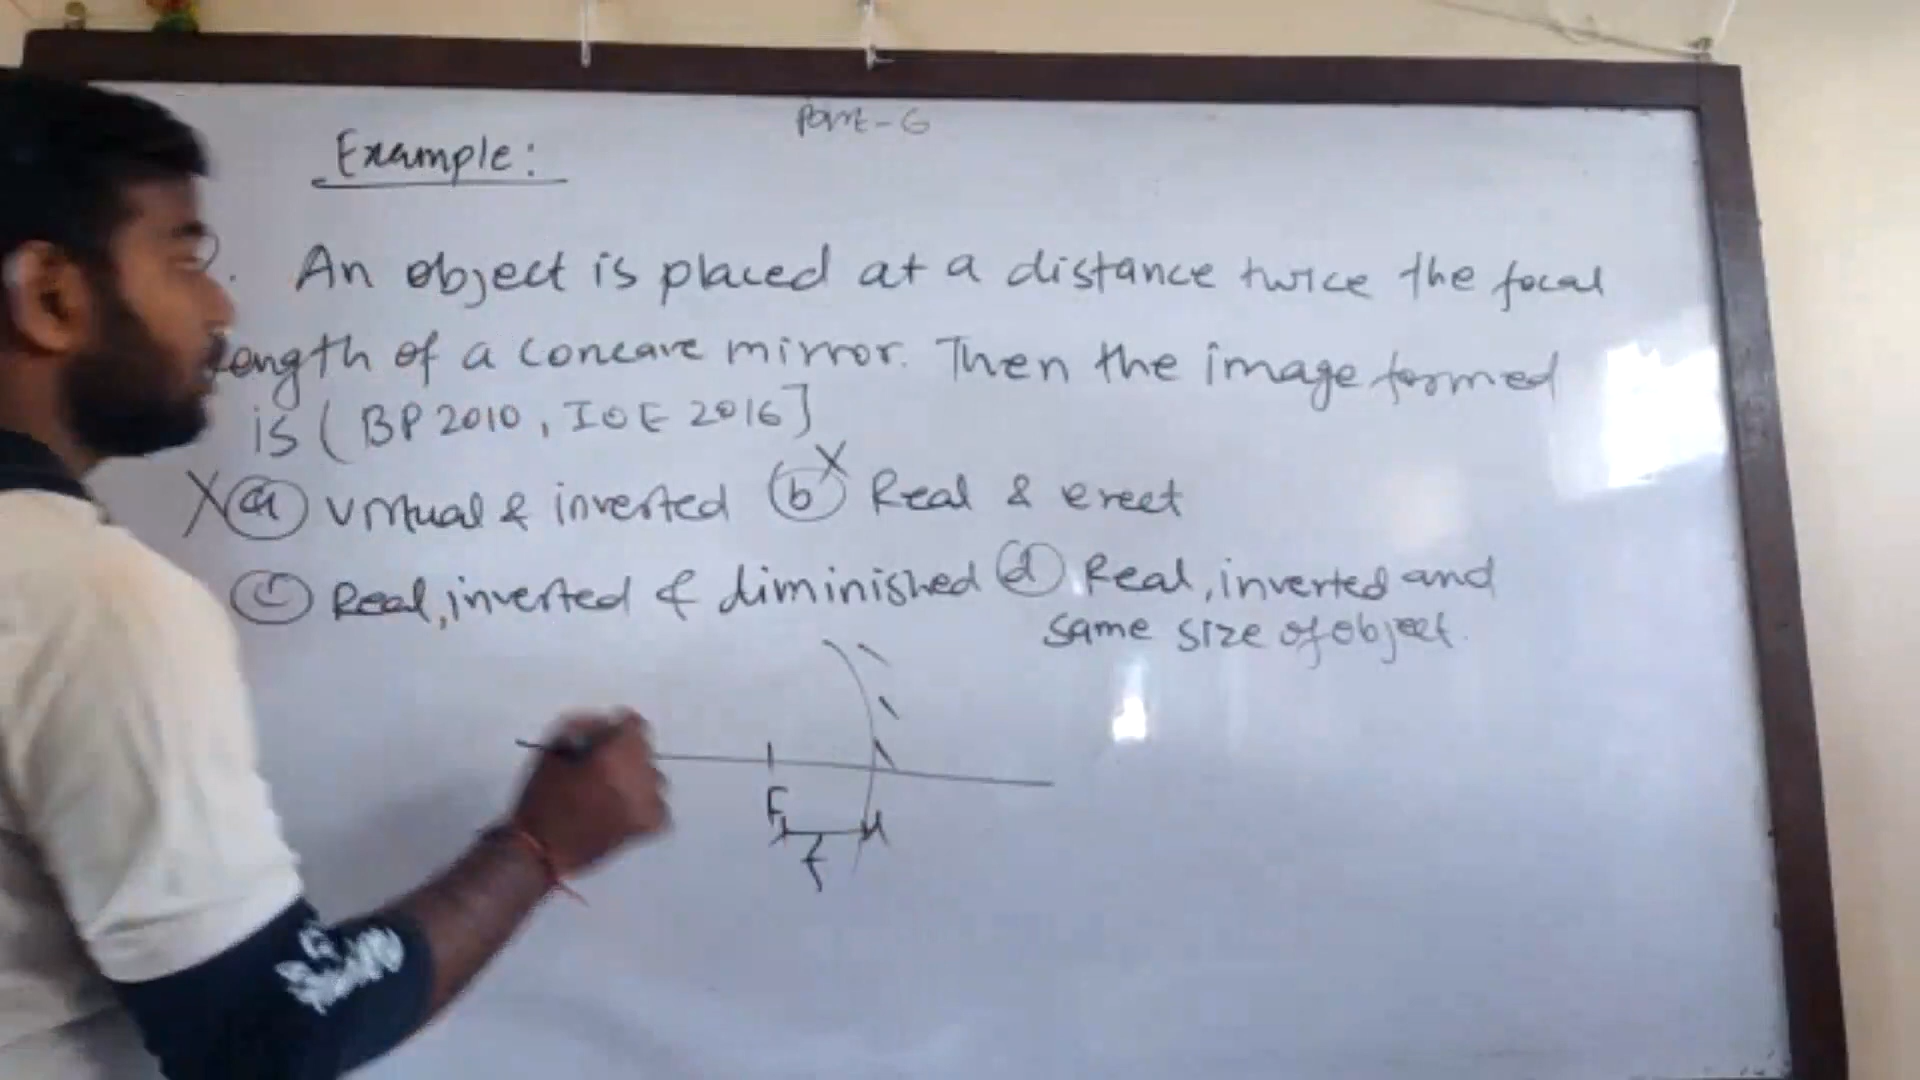 Part-6
Example:
An object is placed at a distance twice the focal
length of a concave mirror. Then the image formed
is (BP 2010, IOE 2016]
X (a) Virtual & inverted (b) X Real & erect
(c) Real, inverted & diminished (d) Real, inverted and
same size of object.
F
f